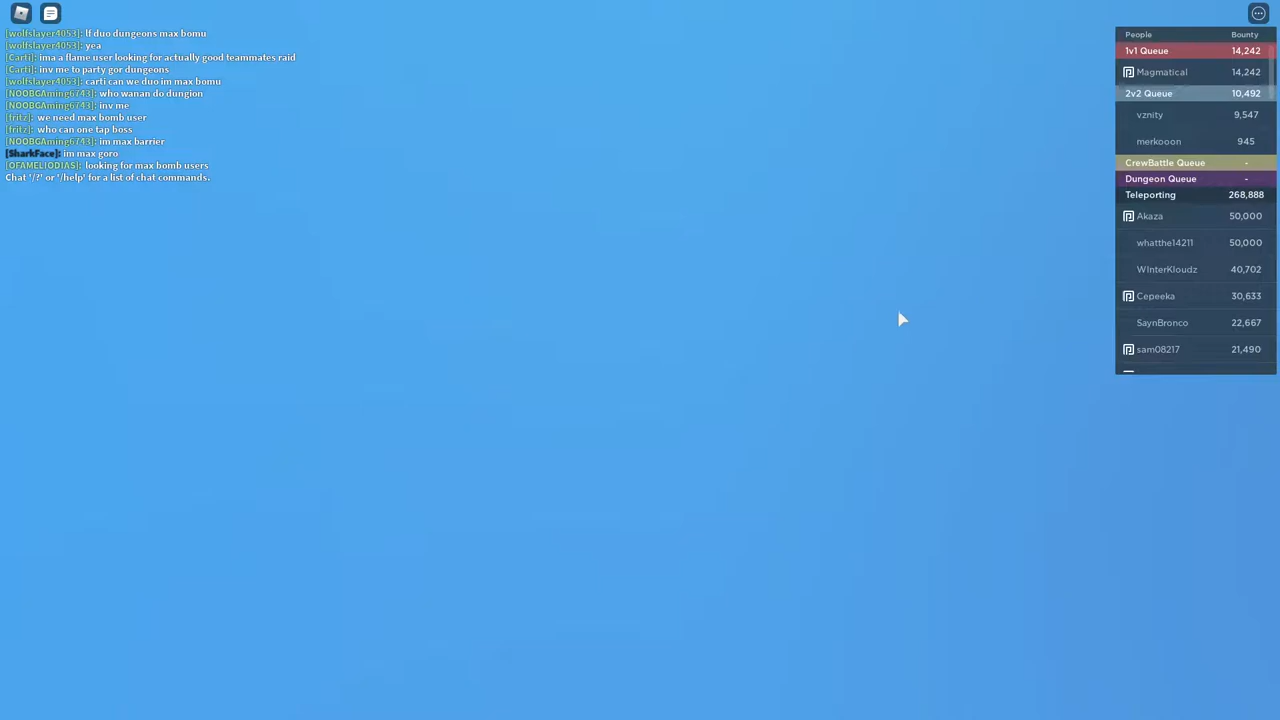 [wolfslayer4053]: lf duo dungeons max bomu
[wolfslayer4053]: yea
[Carti]: ima a flame user looking for actually good teammates raid
[Carti]: inv me to party gor dungeons
[wolfslayer4053]: carti can we duo im max bomu
[NOOBGAming6743]: who wanan do dungion
[NOOBGAming6743]: inv me
[fritz]: we need max bomb user
[fritz]: who can one tap boss
[NOOBGAming6743]: im max barrier
[SharkFace]: im max goro
[OFAMELIODIAS]: looking for max bomb users
Chat '/?' or '/help' for a list of chat commands.
People Bounty
1v1 Queue 14,242
Magmatical 14,242
2v2 Queue 10,492
vznity 9,547
merkooon 945
CrewBattle Queue -
Dungeon Queue -
Teleporting 268,888
Akaza 50,000
whatthe14211 50,000
WInterKloudz 40,702
Cepeeka 30,633
SaynBronco 22,667
sam08217 21,490